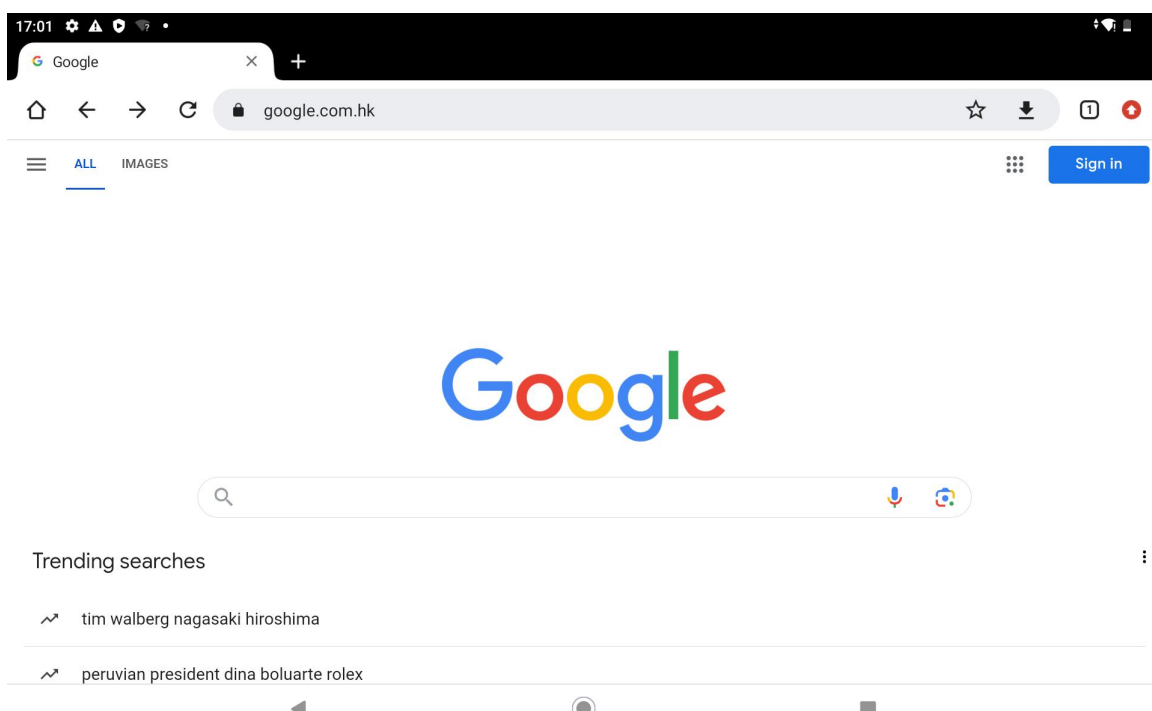 17:01
Google
google.com.hk
1
ALL IMAGES
Sign in
Google
Trending searches
tim walberg nagasaki hiroshima
peruvian president dina boluarte rolex